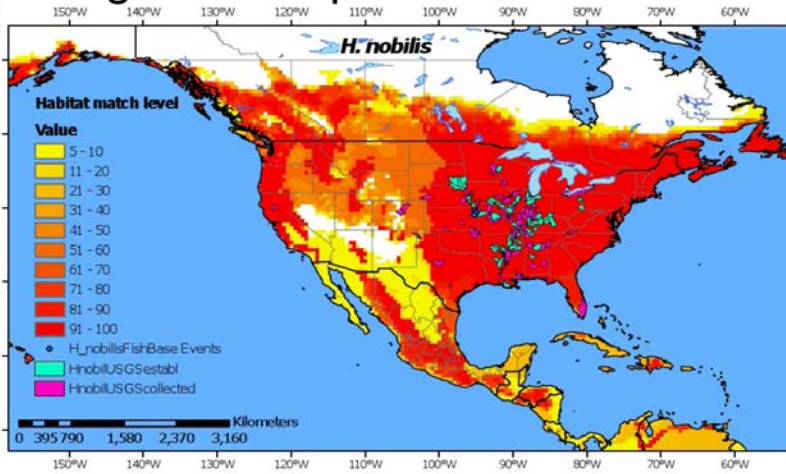 150°W 140°W 130°W 120°W 110°W 100°W 90°W 80°W 70°W 60°W
H. nobilis
Habitat match level
Value
5 - 10
11 - 20
21 - 30
31 - 40
41 - 50
51 - 60
61 - 70
71 - 80
81 - 90
91 - 100
H_nobilisFishBase Events
HnobilUSGSestabl
HnobilUSGScollected
Kilometers
0 395 790 1,580 2,370 3,160
150°W 140°W 130°W 120°W 110°W 100°W 90°W 80°W 70°W 60°W